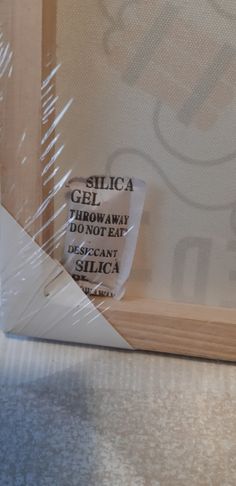 SILICA
GEL
THROWAWAY
DO NOT EAT
DESICCANT
SILICA